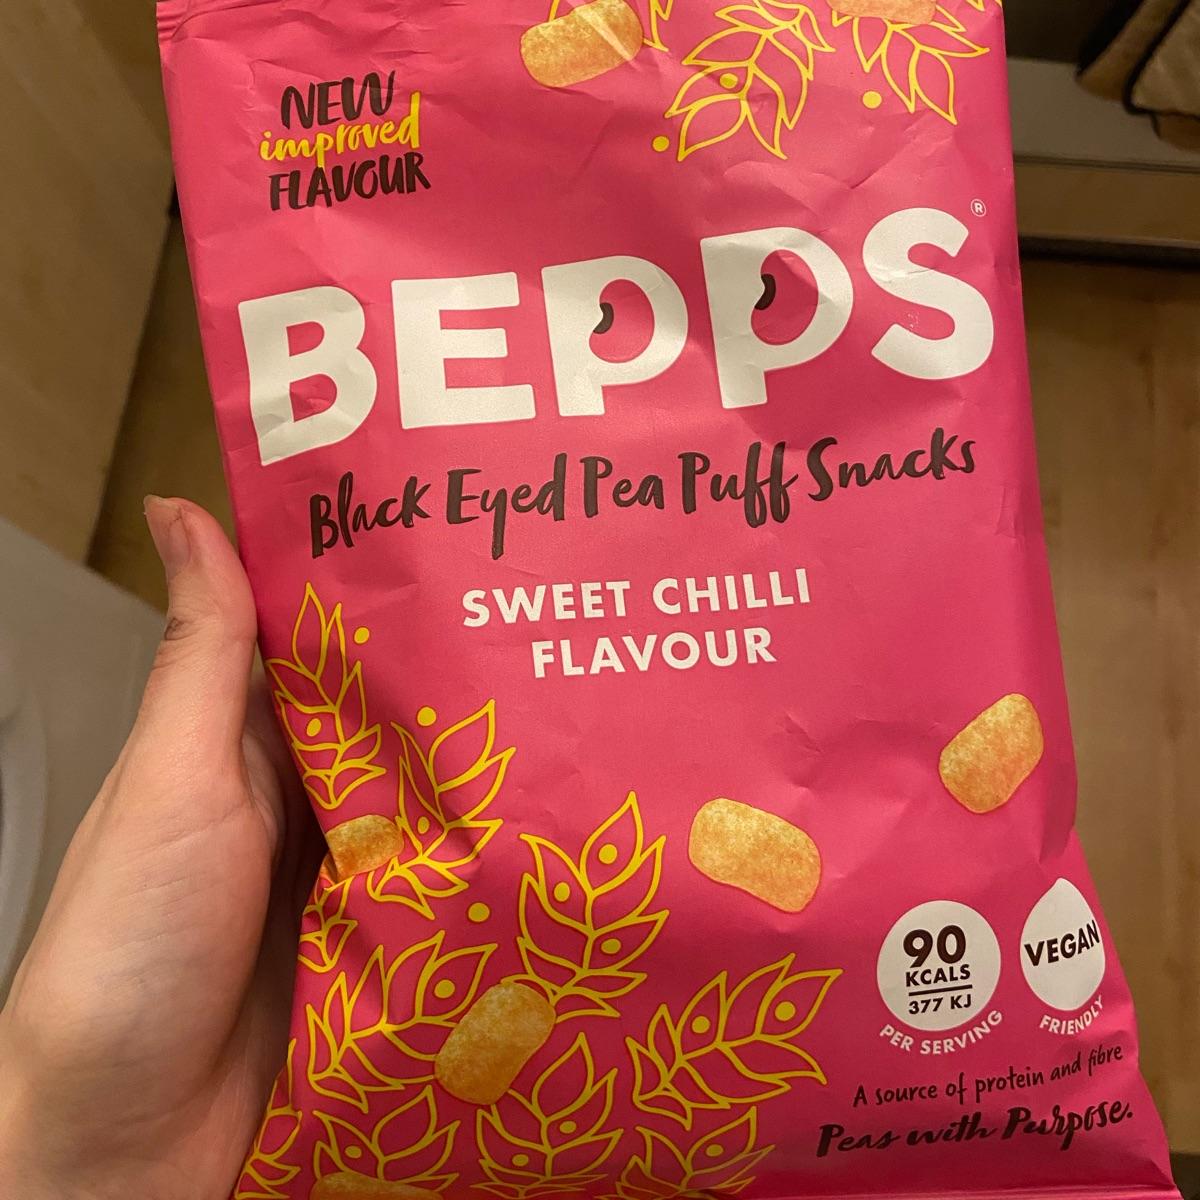 NEW
improved
FLAVOUR
BEPPS®
Black Eyed Pea Puff Snacks
SWEET CHILLI
FLAVOUR
90
KCALS
377 KJ
PER SERVING
VEGAN
FRIENDLY
A source of protein and fibre
Peas with Purpose.